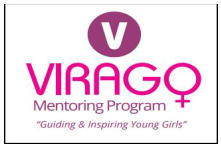 V
VIRAGO
Mentoring Program
"Guiding & Inspiring Young Girls"